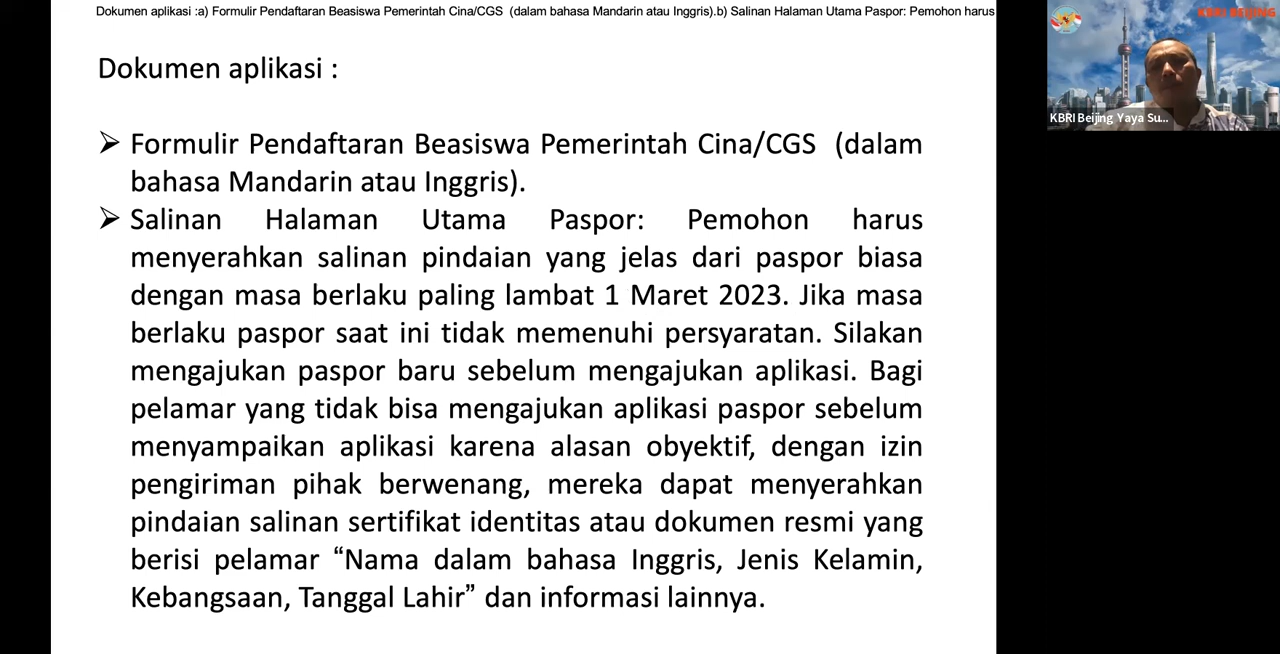 Dokumen aplikasi :a) Formulir Pendaftaran Beasiswa Pemerintah Cina/CGS (dalam bahasa Mandarin atau Inggris).b) Salinan Halaman Utama Paspor: Pemohon harus
KBRI BEIJING
KBRI Beijing Yaya Su...
Dokumen aplikasi :
➢ Formulir Pendaftaran Beasiswa Pemerintah Cina/CGS (dalam
bahasa Mandarin atau Inggris).
➢ Salinan Halaman Utama Paspor: Pemohon harus
menyerahkan salinan pindaian yang jelas dari paspor biasa
dengan masa berlaku paling lambat 1 Maret 2023. Jika masa
berlaku paspor saat ini tidak memenuhi persyaratan. Silakan
mengajukan paspor baru sebelum mengajukan aplikasi. Bagi
pelamar yang tidak bisa mengajukan aplikasi paspor sebelum
menyampaikan aplikasi karena alasan obyektif, dengan izin
pengiriman pihak berwenang, mereka dapat menyerahkan
pindaian salinan sertifikat identitas atau dokumen resmi yang
berisi pelamar “Nama dalam bahasa Inggris, Jenis Kelamin,
Kebangsaan, Tanggal Lahir” dan informasi lainnya.